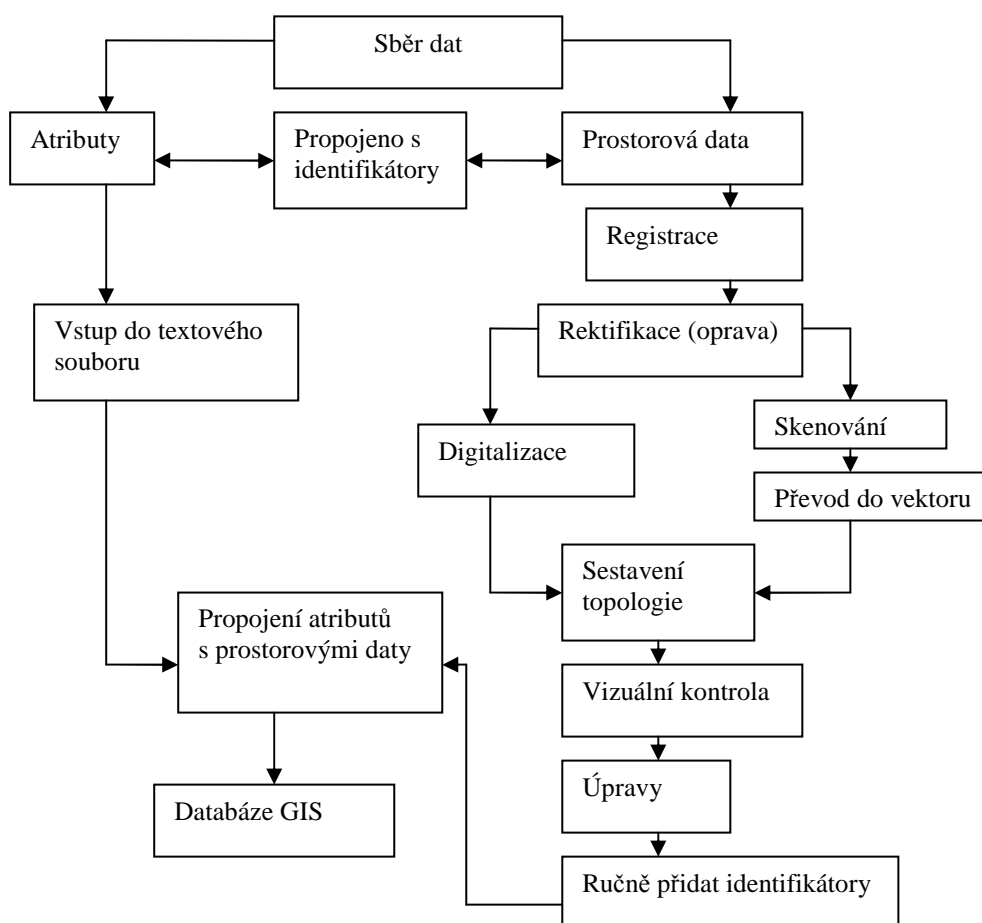 Sběr dat
Atributy
Propojeno s
identifikátory
Prostorová data
Registrace
Vstup do textového
souboru
Rektifikace (oprava)
Digitalizace
Skenování
Převod do vektoru
Sestavení
topologie
Propojení atributů
s prostorovými daty
Vizuální kontrola
Databáze GIS
Úpravy
Ručně přidat identifikátory